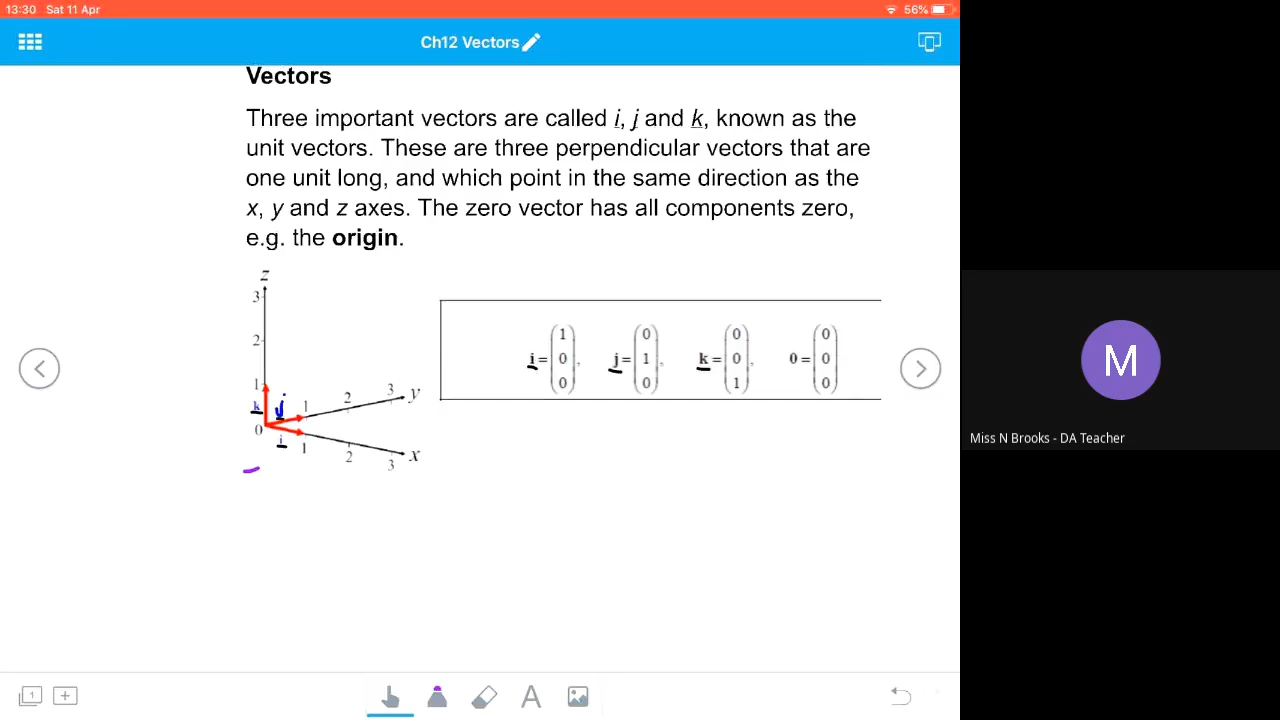 13:30 Sat 11 Apr
56%
Ch12 Vectors
Vectors
Three important vectors are called i, j and k, known as the
unit vectors. These are three perpendicular vectors that are
one unit long, and which point in the same direction as the
x, y and z axes. The zero vector has all components zero,
e.g. the origin.
z
3
2
1
k
j
0
i
1
2
3
y
1
2
3
x
i = (1 0 0), j = (0 1 0), k = (0 0 1), 0 = (0 0 0)
M
Miss N Brooks - DA Teacher
1
A